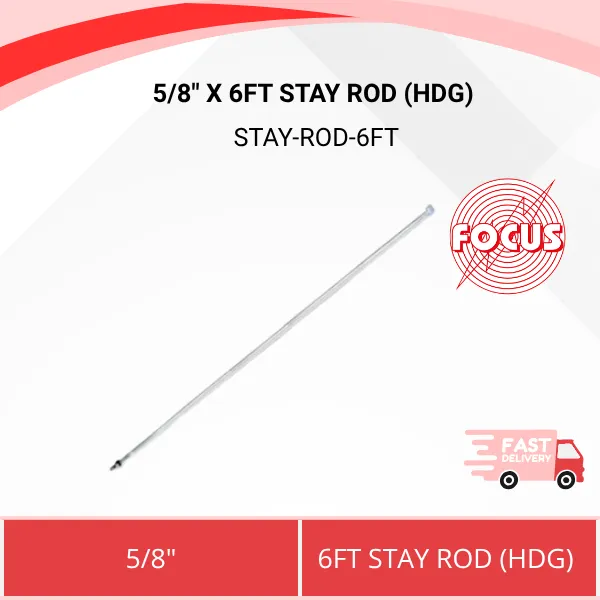 5/8" X 6FT STAY ROD (HDG)
STAY-ROD-6FT
FOCUS
FAST
DELIVERY
5/8"
6FT STAY ROD (HDG)